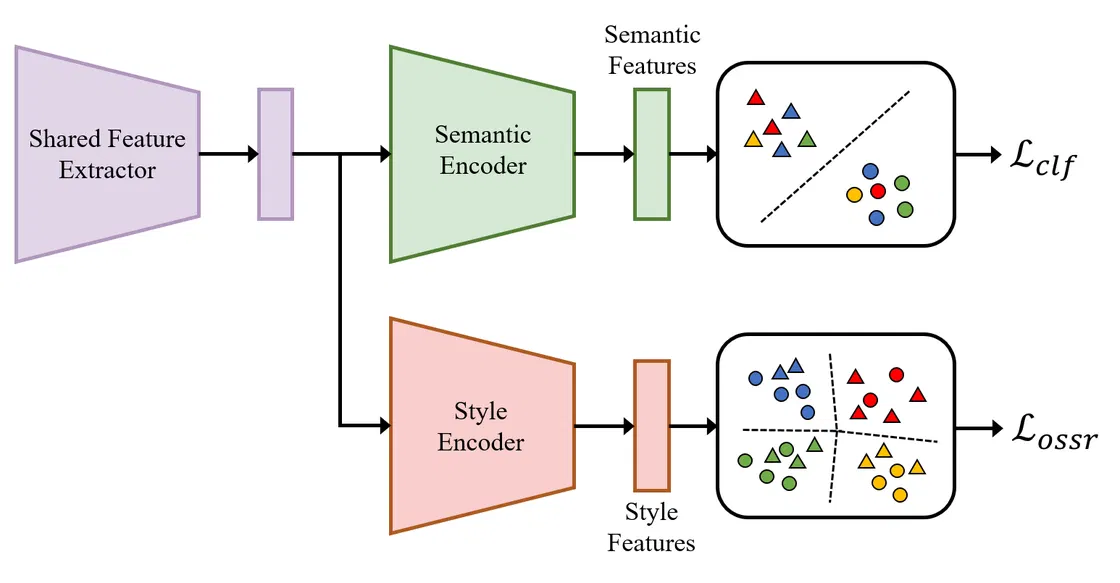 Shared Feature
Extractor
Semantic
Encoder
Semantic
Features
ℒclf
Style
Encoder
Style
Features
ℒossr